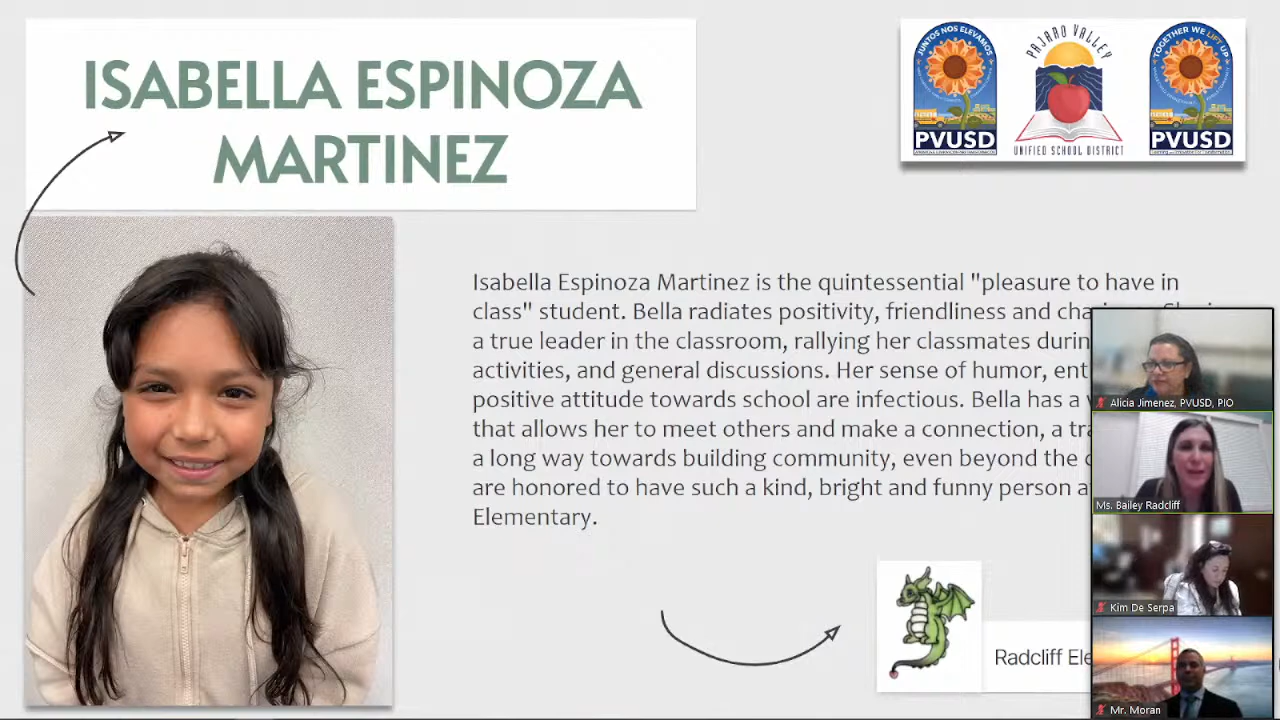 ISABELLA ESPINOZA
MARTINEZ
JUNTOS NOS ELEVAMOS
PVUSD
PAJARO VALLEY
UNIFIED SCHOOL DISTRICT
TOGETHER WE LIFT UP
PVUSD
Isabella Espinoza Martinez is the quintessential "pleasure to have in
class" student. Bella radiates positivity, friendliness and
a true leader in the classroom, rallying her classmates
activities, and general discussions. Her sense of humor,
positive attitude towards school are infectious. Bella has a
that allows her to meet others and make a connection, a
a long way towards building community, even beyond the
are honored to have such a kind, bright and funny person
Elementary.
Radcliff
Alicia Jimenez, PVUSD, PIO
Ms. Bailey Radcliff
Kim De Serpa
Mr. Moran